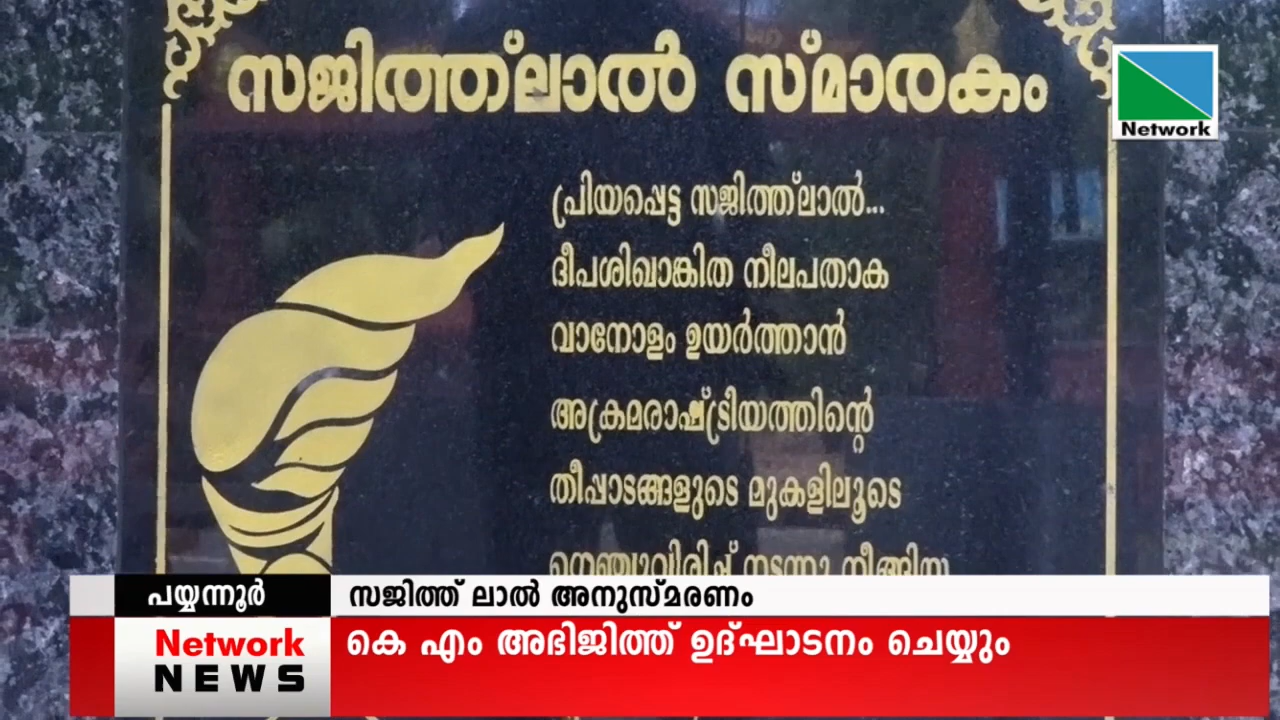 സജിത്ത്ലാൽ സ്മാരകം
Network
പ്രിയപ്പെട്ട സജിത്ത്ലാൽ...
ദീപശിഖാങ്കിത നീലപതാക
വാനോളം ഉയർത്താൻ
അക്രമരാഷ്ട്രിയത്തിന്റെ
തീപ്പാടങ്ങളുടെ മുകളിലൂടെ
നെഞ്ചുവിരിച്ച് നടന്നു നീങ്ങിയ
പയ്യന്നൂർ
സജിത്ത് ലാൽ അനുസ്മരണം
Network NEWS
കെ എം അഭിജിത്ത് ഉദ്ഘാടനം ചെയ്യും